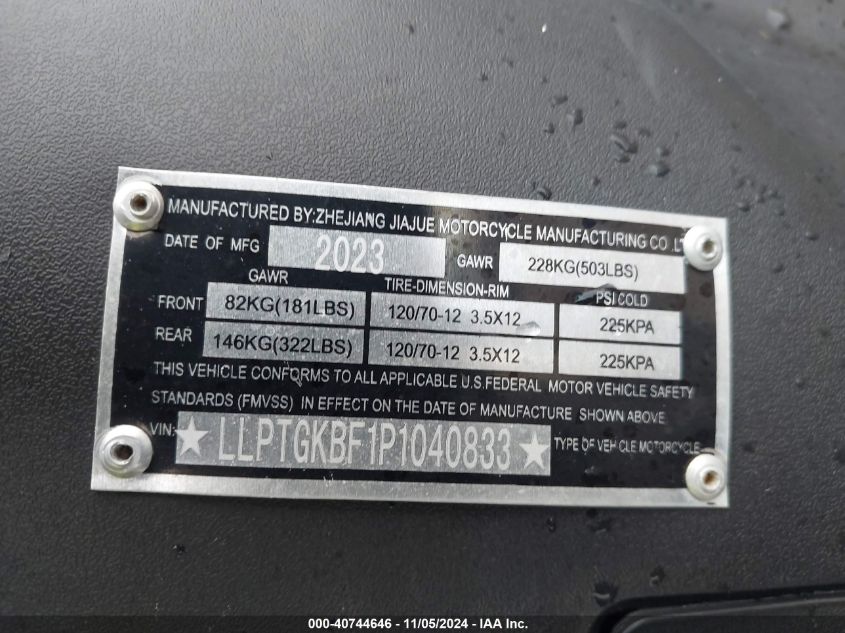 MANUFACTURED BY:ZHEJIANG JIAJUE MOTORCYCLE MANUFACTURING CO .LT
DATE OF MFG 2023 GAWR 228KG(503LBS)
GAWR TIRE-DIMENSION-RIM PSI COLD
FRONT 82KG(181LBS) 120/70-12 3.5X12 225KPA
REAR 146KG(322LBS) 120/70-12 3.5X12 225KPA
THIS VEHICLE CONFORMS TO ALL APPLICABLE U.S.FEDERAL MOTOR VEHICLE SAFETY
STANDARDS (FMVSS) IN EFFECT ON THE DATE OF MANUFACTURE SHOWN ABOVE
VIN: ★ LLPTGKBF1P1040833 ★ TYPE OF VEHICLE MOTORCYCLE
000-40744646 - 11/05/2024 - IAA Inc.